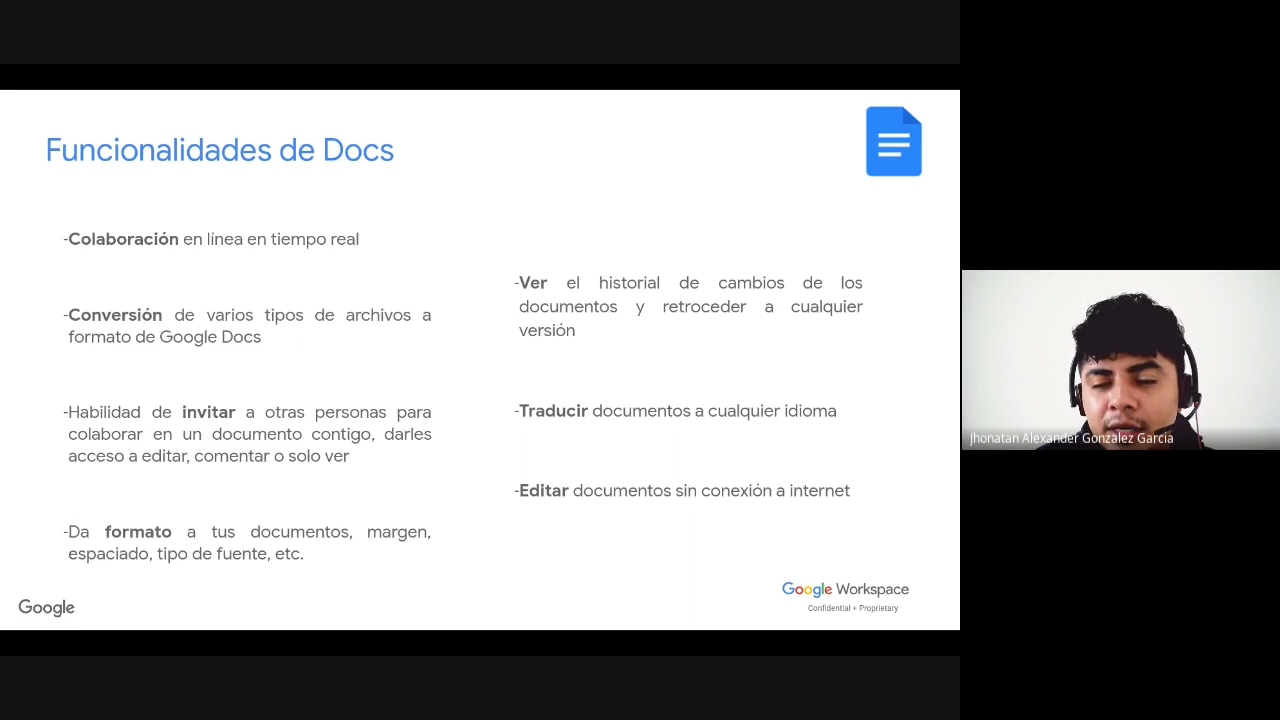 Funcionalidades de Docs
-Colaboración en línea en tiempo real
-Conversión de varios tipos de archivos a
formato de Google Docs
-Habilidad de invitar a otras personas para
colaborar en un documento contigo, darles
acceso a editar, comentar o solo ver
-Da formato a tus documentos, margen,
espaciado, tipo de fuente, etc.
-Ver el historial de cambios de los
documentos y retroceder a cualquier
versión
-Traducir documentos a cualquier idioma
-Editar documentos sin conexión a internet
Google
Google Workspace
Confidential + Proprietary
Jhonatan Alexander Gonzalez Garcia